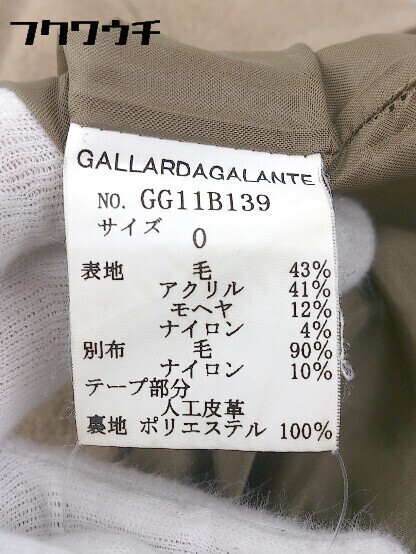 フクワウチ
GALLARDAGALANTE
NO. GG11B139
サイズ 0
表地 毛 43%
アクリル 41%
モヘヤ 12%
ナイロン 4%
別布 毛 90%
ナイロン 10%
テープ部分
人工皮革
裏地 ポリエステル 100%